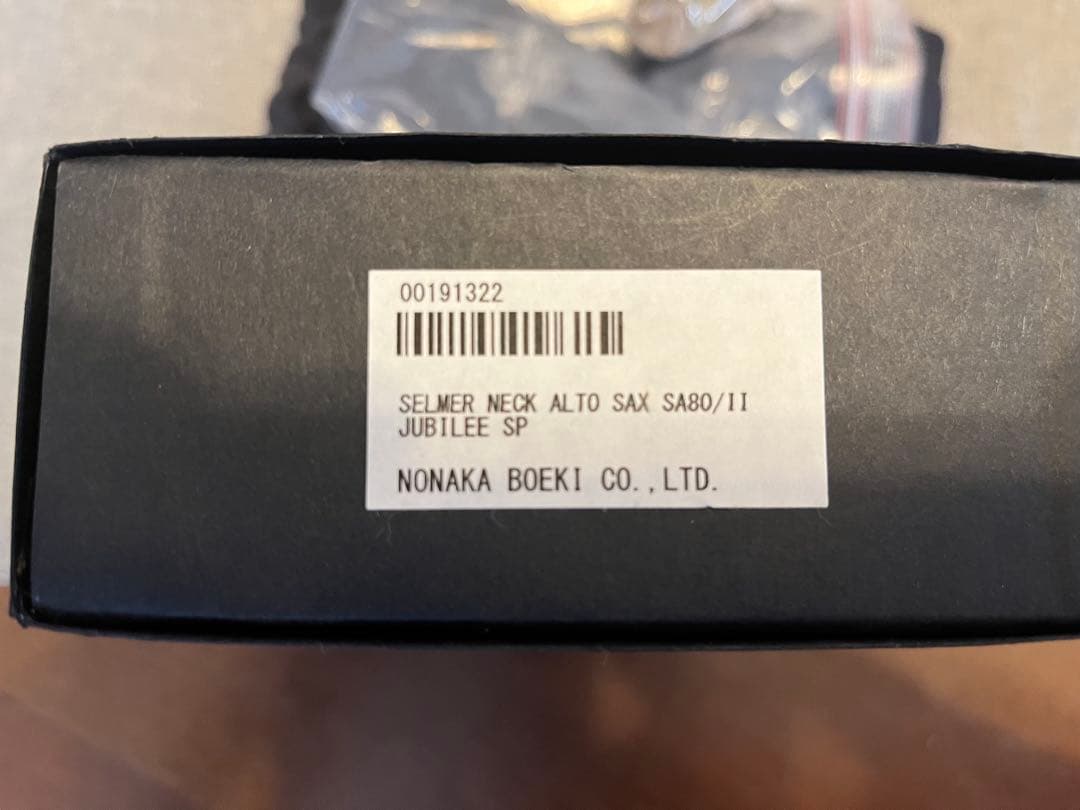 00191322
SELMER NECK ALTO SAX SA80/II
JUBILEE SP
NONAKA BOEKI CO.,LTD.